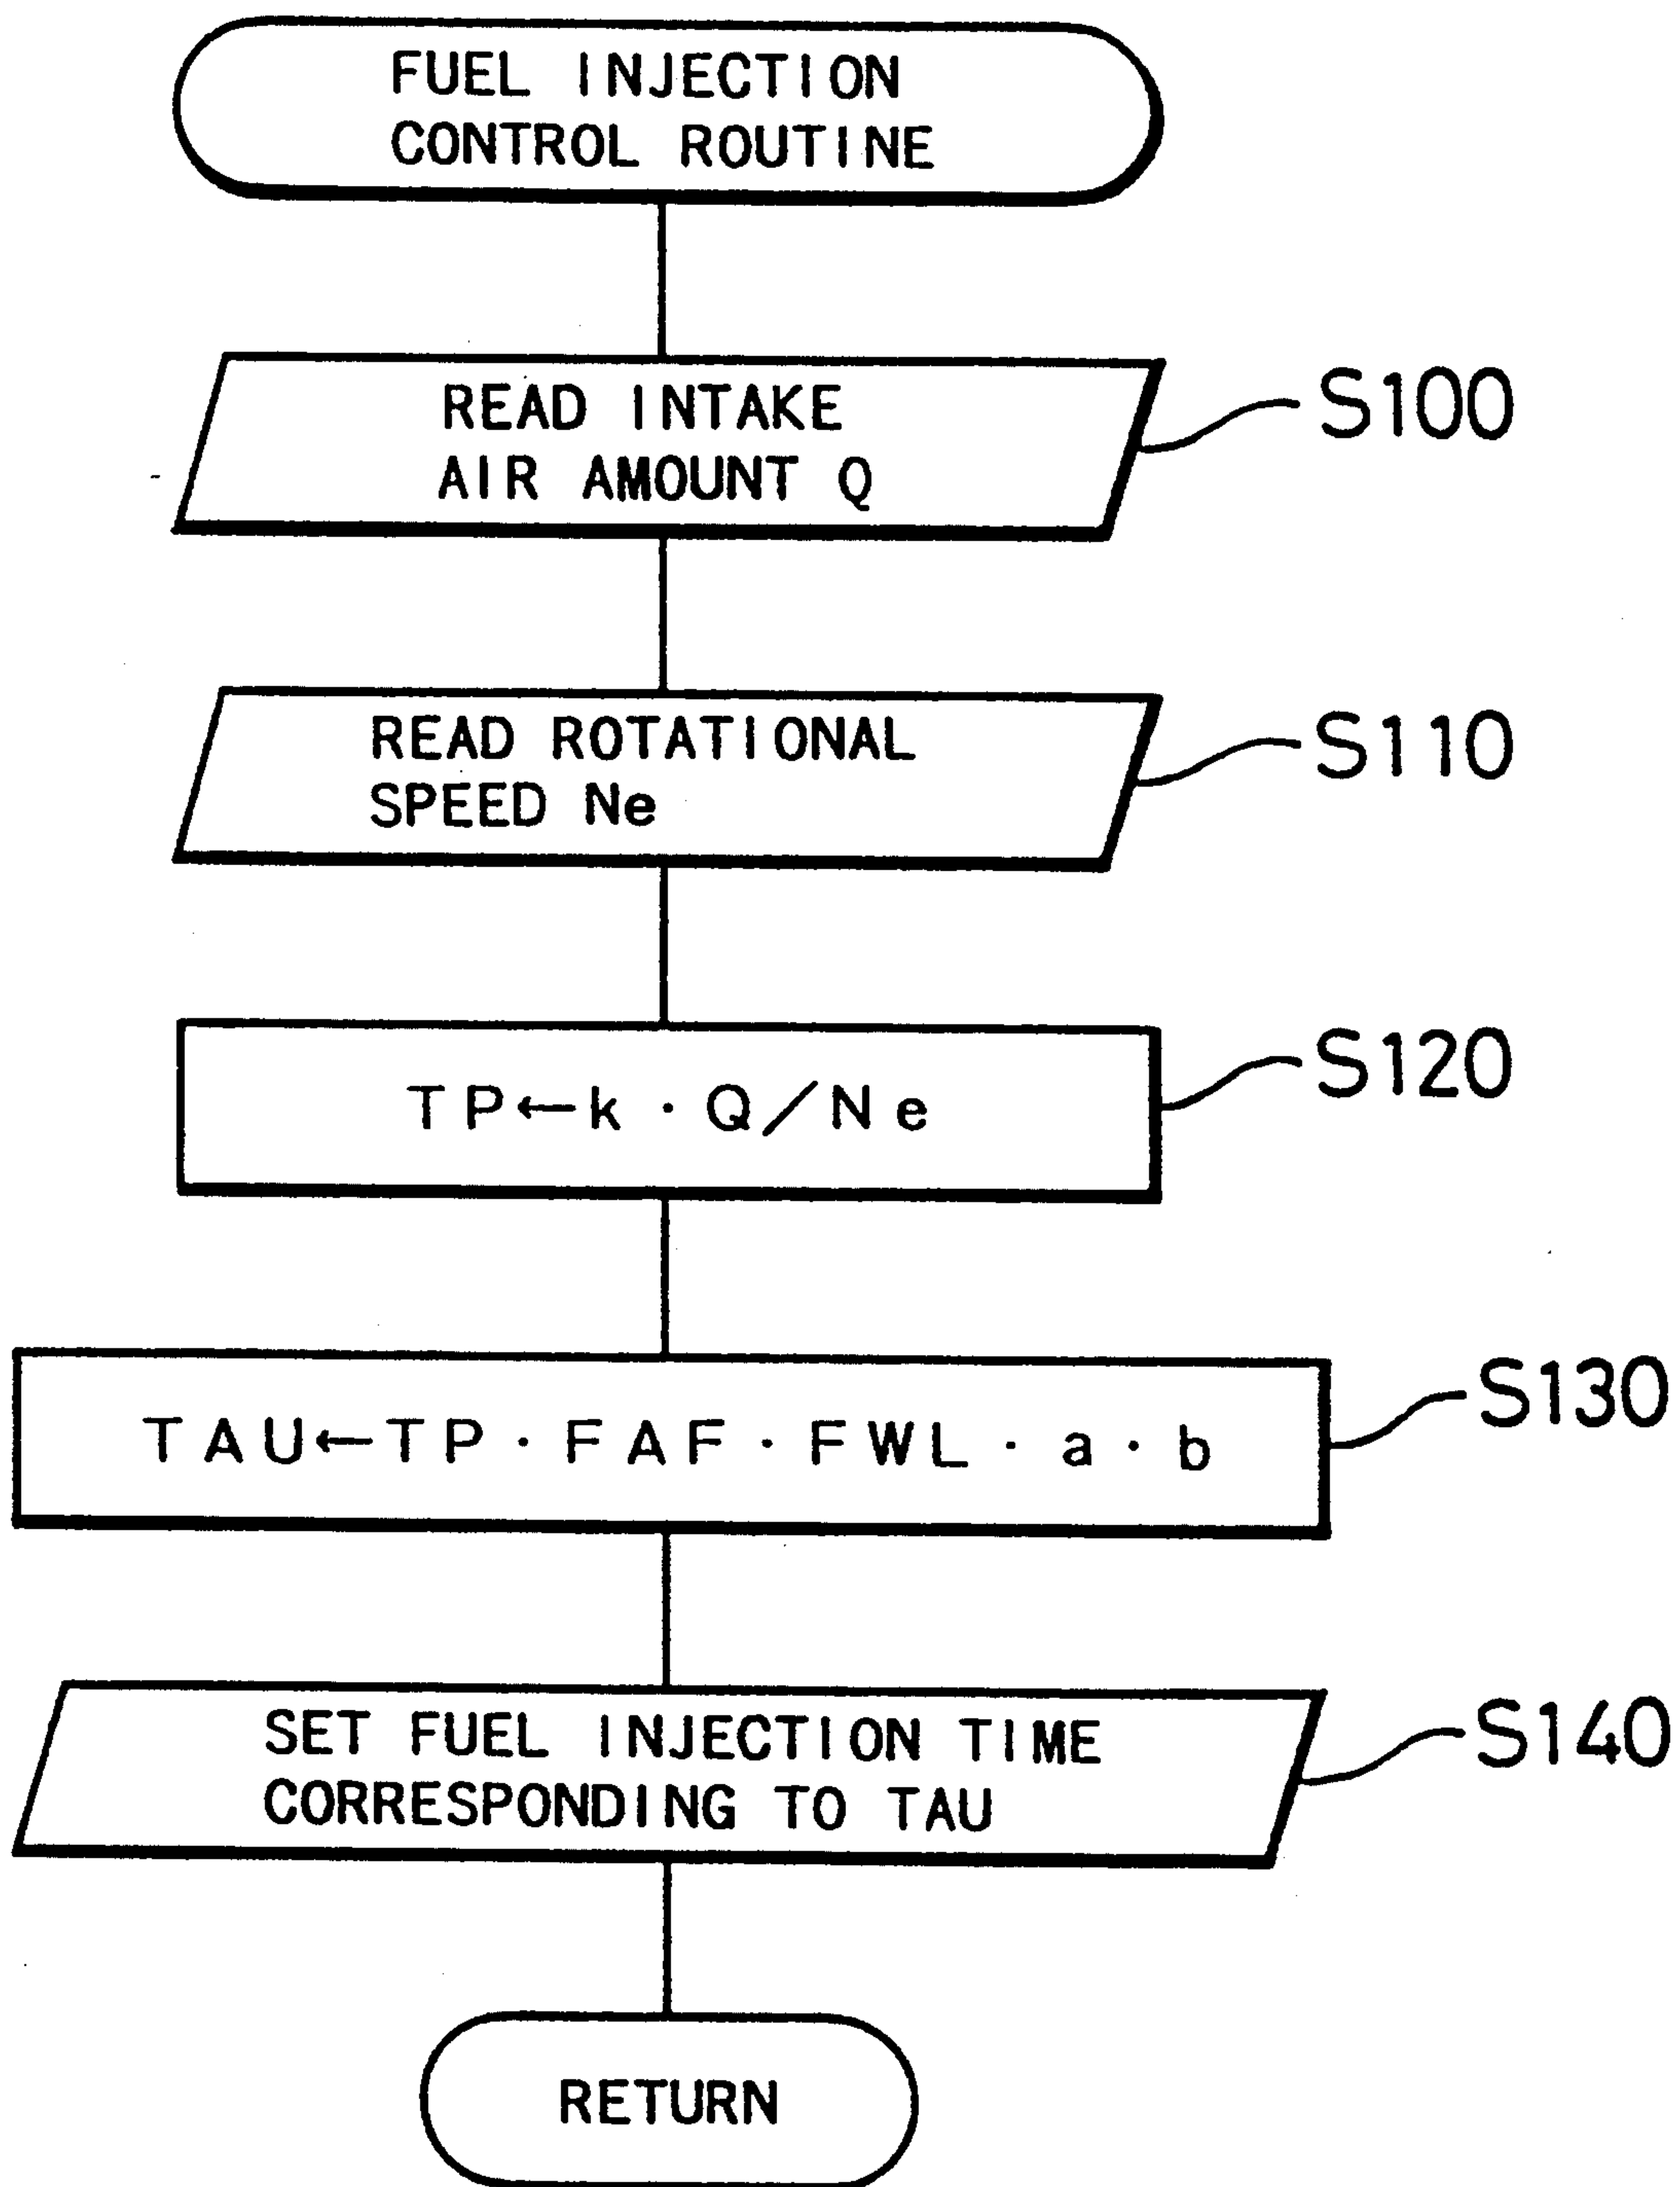 FUEL INJECTION
CONTROL ROUTINE
READ INTAKE
AIR AMOUNT Q
S100
READ ROTATIONAL
SPEED Ne
S110
TP←k・Q/Ne
S120
TAU←TP・FAF・FWL・a・b
S130
SET FUEL INJECTION TIME
CORRESPONDING TO TAU
S140
RETURN